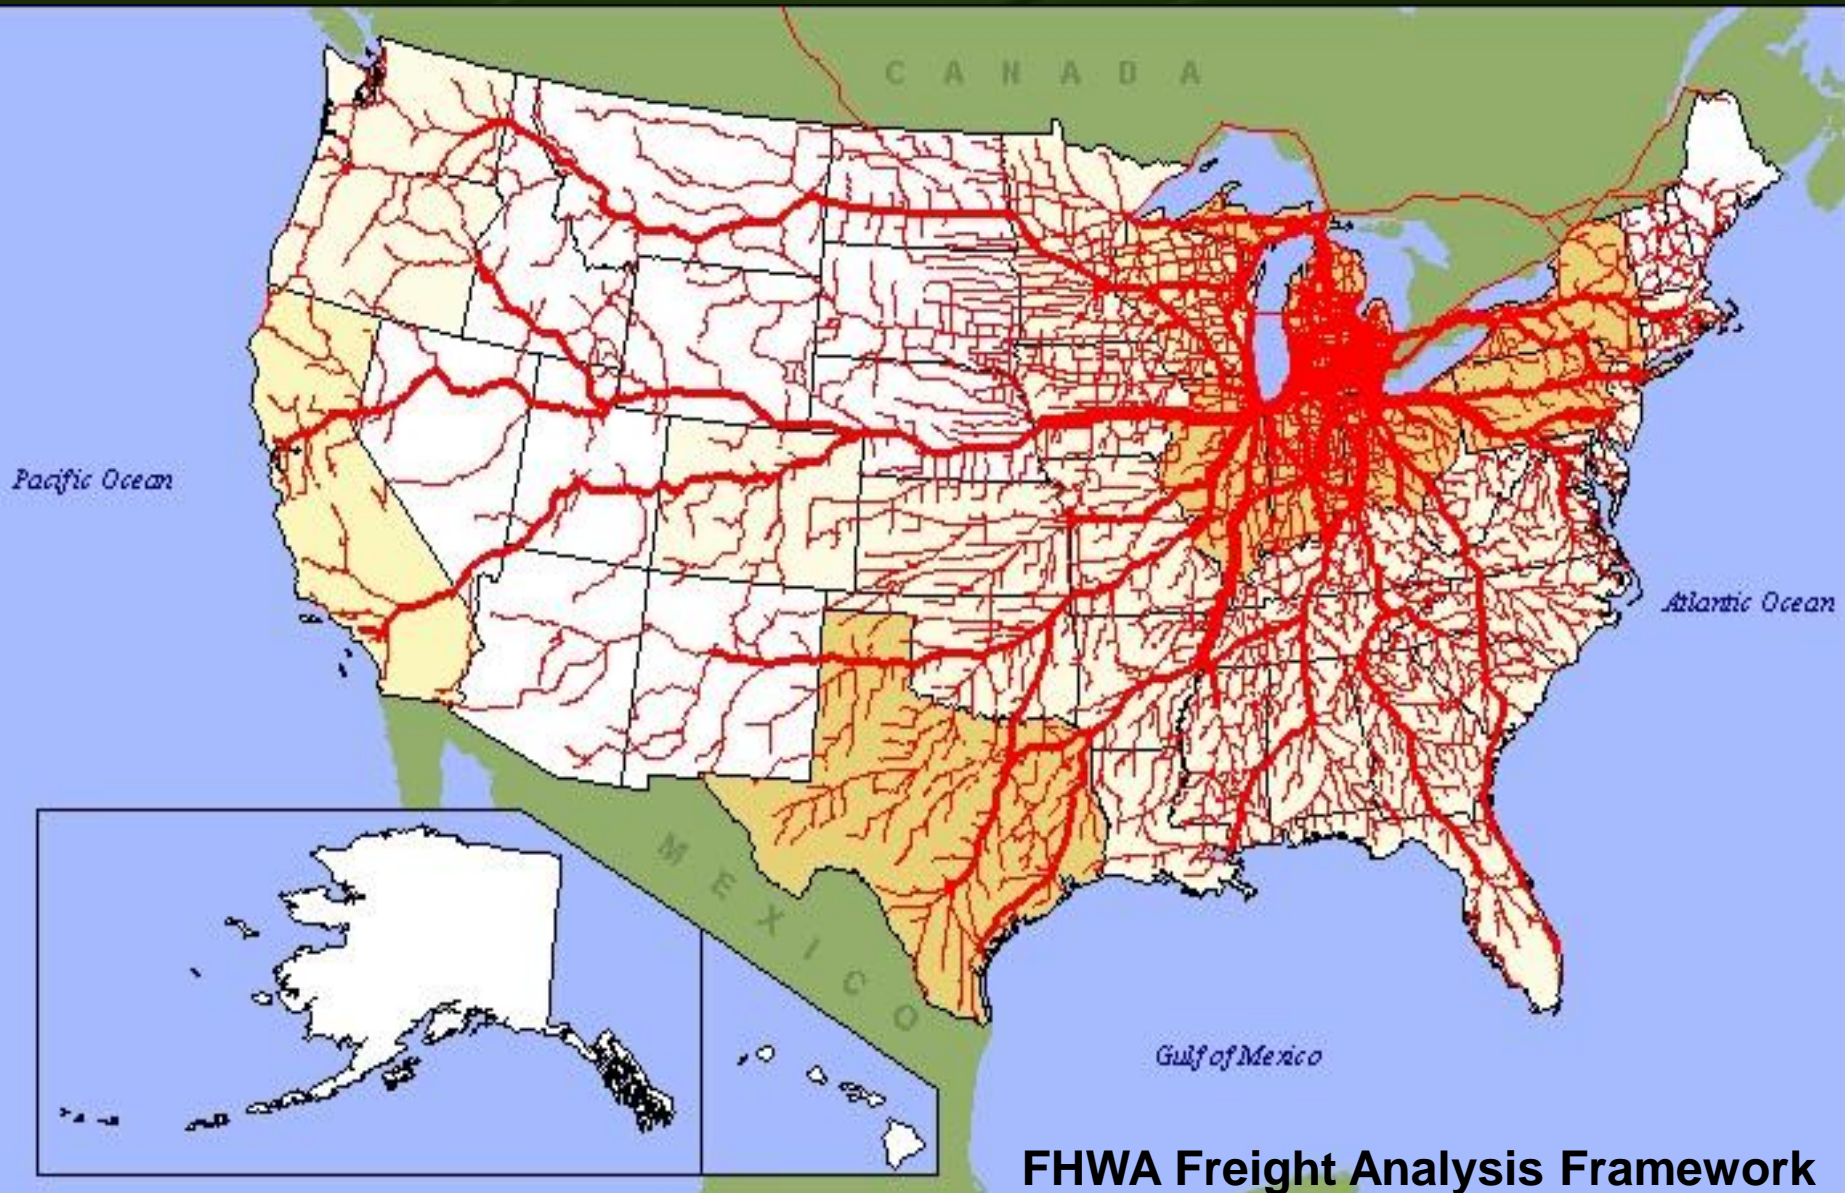 CANADA
Pacific Ocean
Atlantic Ocean
MEXICO
Gulf of Mexico
FHWA Freight Analysis Framework